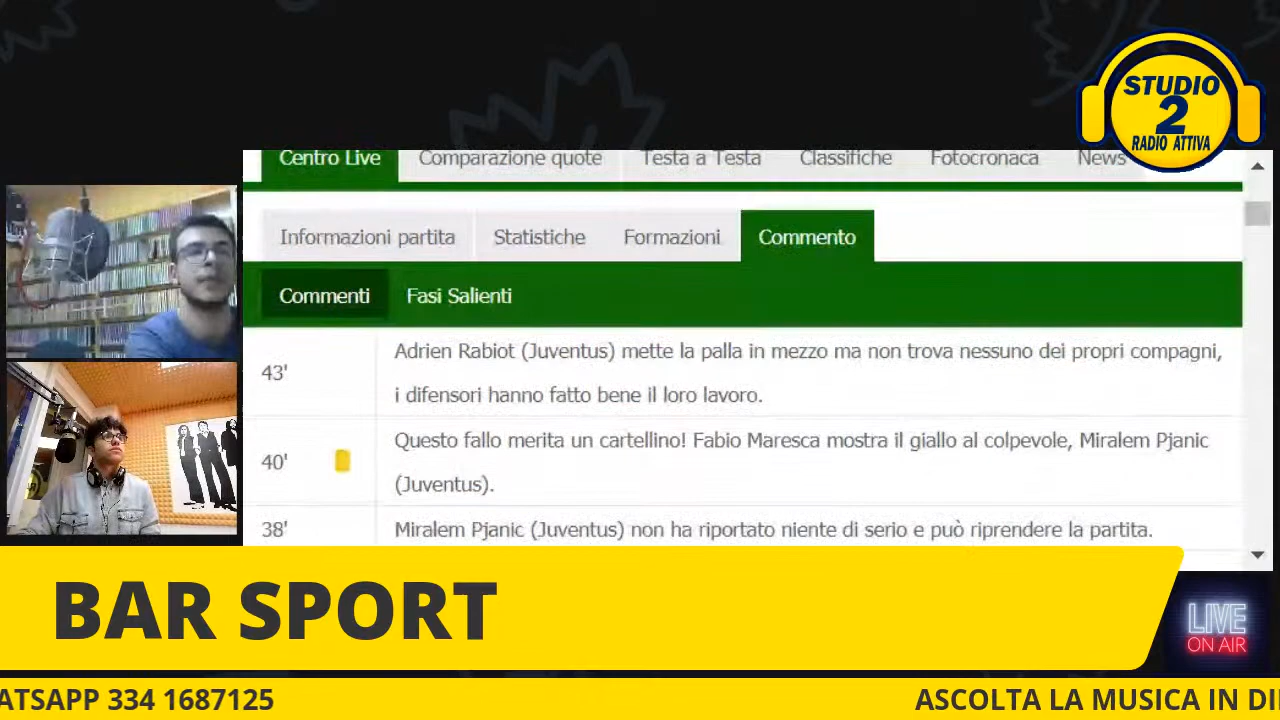 STUDIO
2
RADIO ATTIVA
Centro Live Comparazione quote Testa a Testa Classifiche Fotocronaca News
Informazioni partita Statistiche Formazioni Commento
Commenti Fasi Salienti
43' Adrien Rabiot (Juventus) mette la palla in mezzo ma non trova nessuno dei propri compagni,
i difensori hanno fatto bene il loro lavoro.
40' Questo fallo merita un cartellino! Fabio Maresca mostra il giallo al colpevole, Miralem Pjanic
(Juventus).
38' Miralem Pjanic (Juventus) non ha riportato niente di serio e può riprendere la partita.
BAR SPORT
LIVE
ON AIR
ATSAPP 334 1687125 ASCOLTA LA MUSICA IN DI